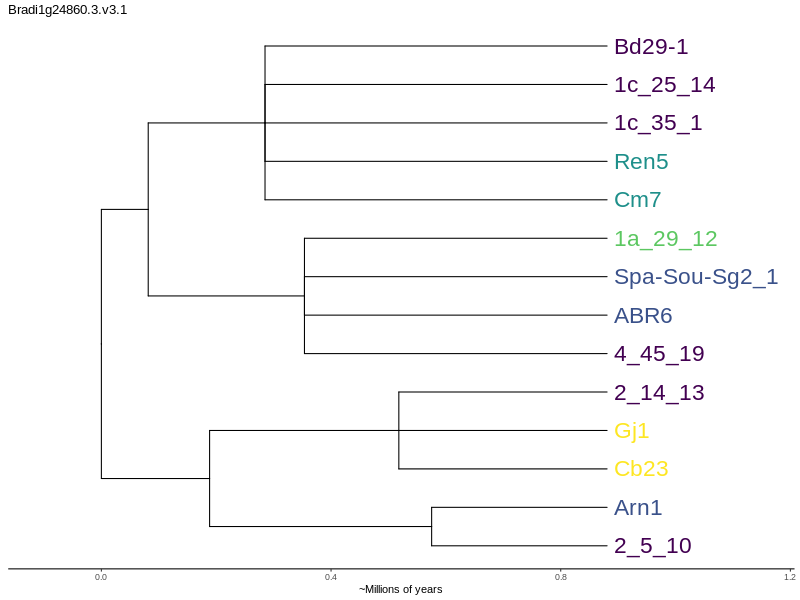 Bradi1g24860.3.v3.1
Bd29-1
1c_25_14
1c_35_1
Ren5
Cm7
1a_29_12
Spa-Sou-Sg2_1
ABR6
4_45_19
2_14_13
Gj1
Cb23
Arn1
2_5_10
0.0 0.4 0.8 1.2
~Millions of years